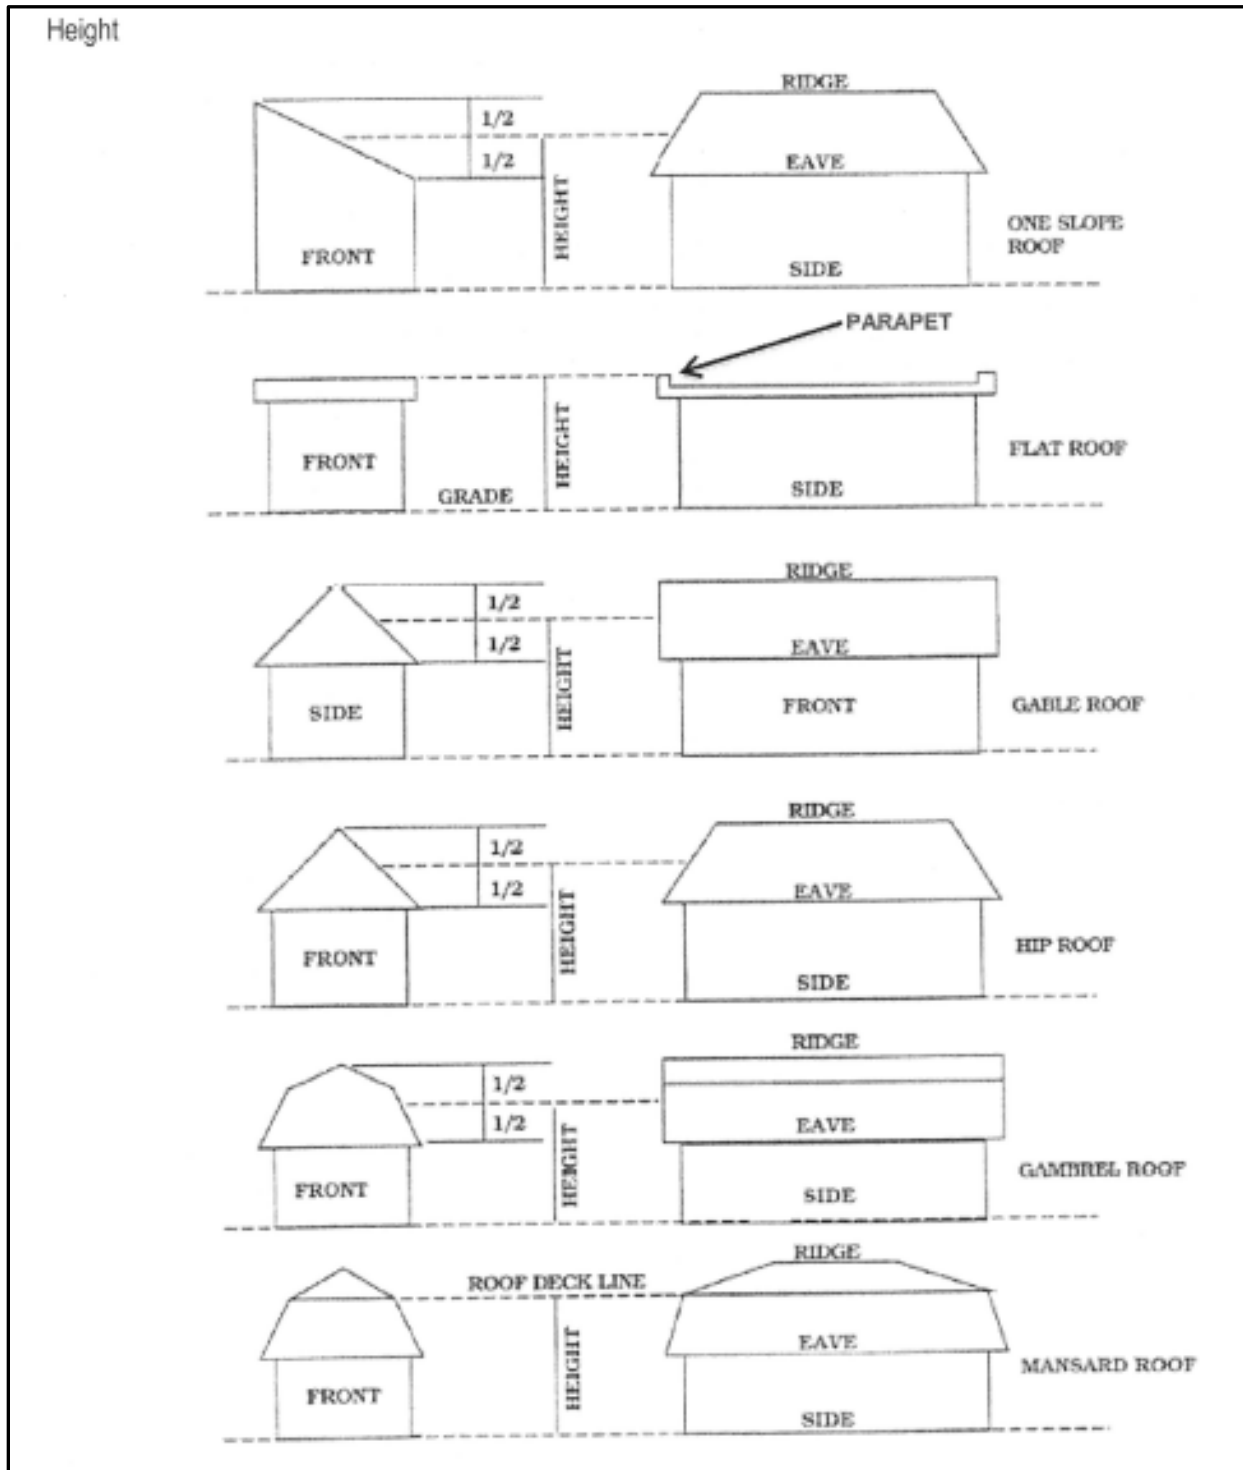 Height
RIDGE
1/2
1/2
EAVE
HEIGHT
FRONT
SIDE
ONE SLOPE
ROOF
PARAPET
HEIGHT
FRONT
GRADE
SIDE
FLAT ROOF
RIDGE
1/2
1/2
EAVE
HEIGHT
SIDE
FRONT
GABLE ROOF
RIDGE
1/2
1/2
EAVE
HEIGHT
FRONT
SIDE
HIP ROOF
RIDGE
1/2
1/2
EAVE
HEIGHT
FRONT
SIDE
GAMBREL ROOF
RIDGE
ROOF DECK LINE
EAVE
HEIGHT
FRONT
SIDE
MANSARD ROOF